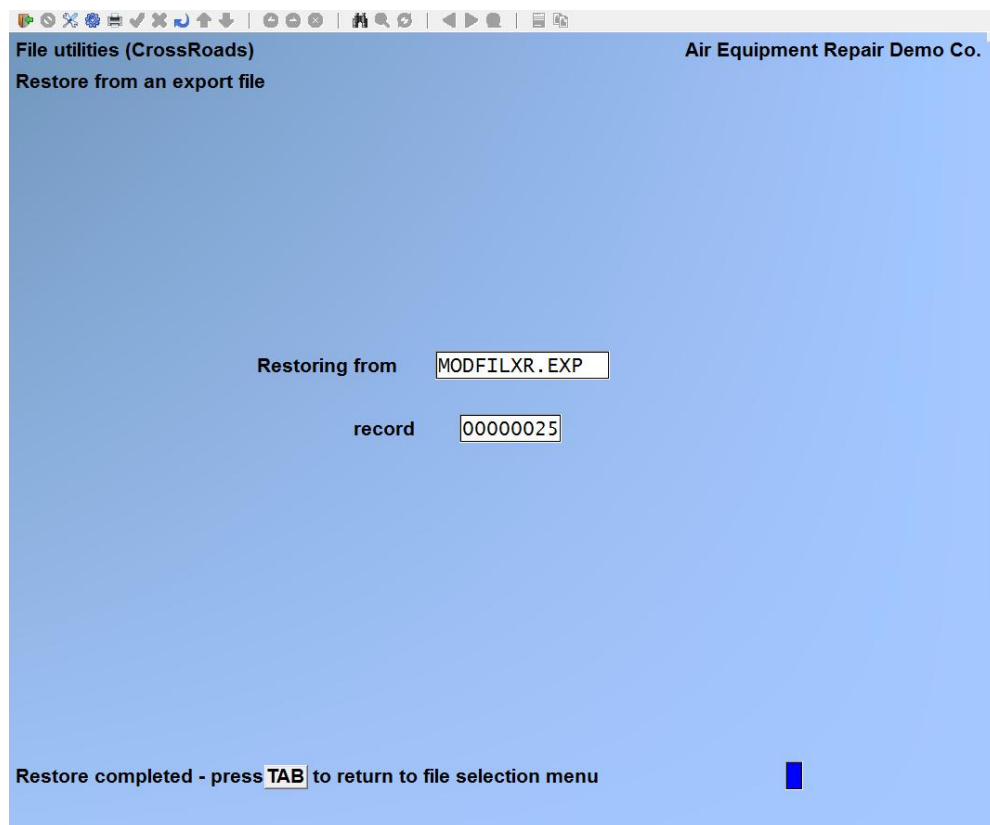 File utilities (CrossRoads) Air Equipment Repair Demo Co.
Restore from an export file
Restoring from MODFILXR.EXP
record 00000025
Restore completed - press TAB to return to file selection menu